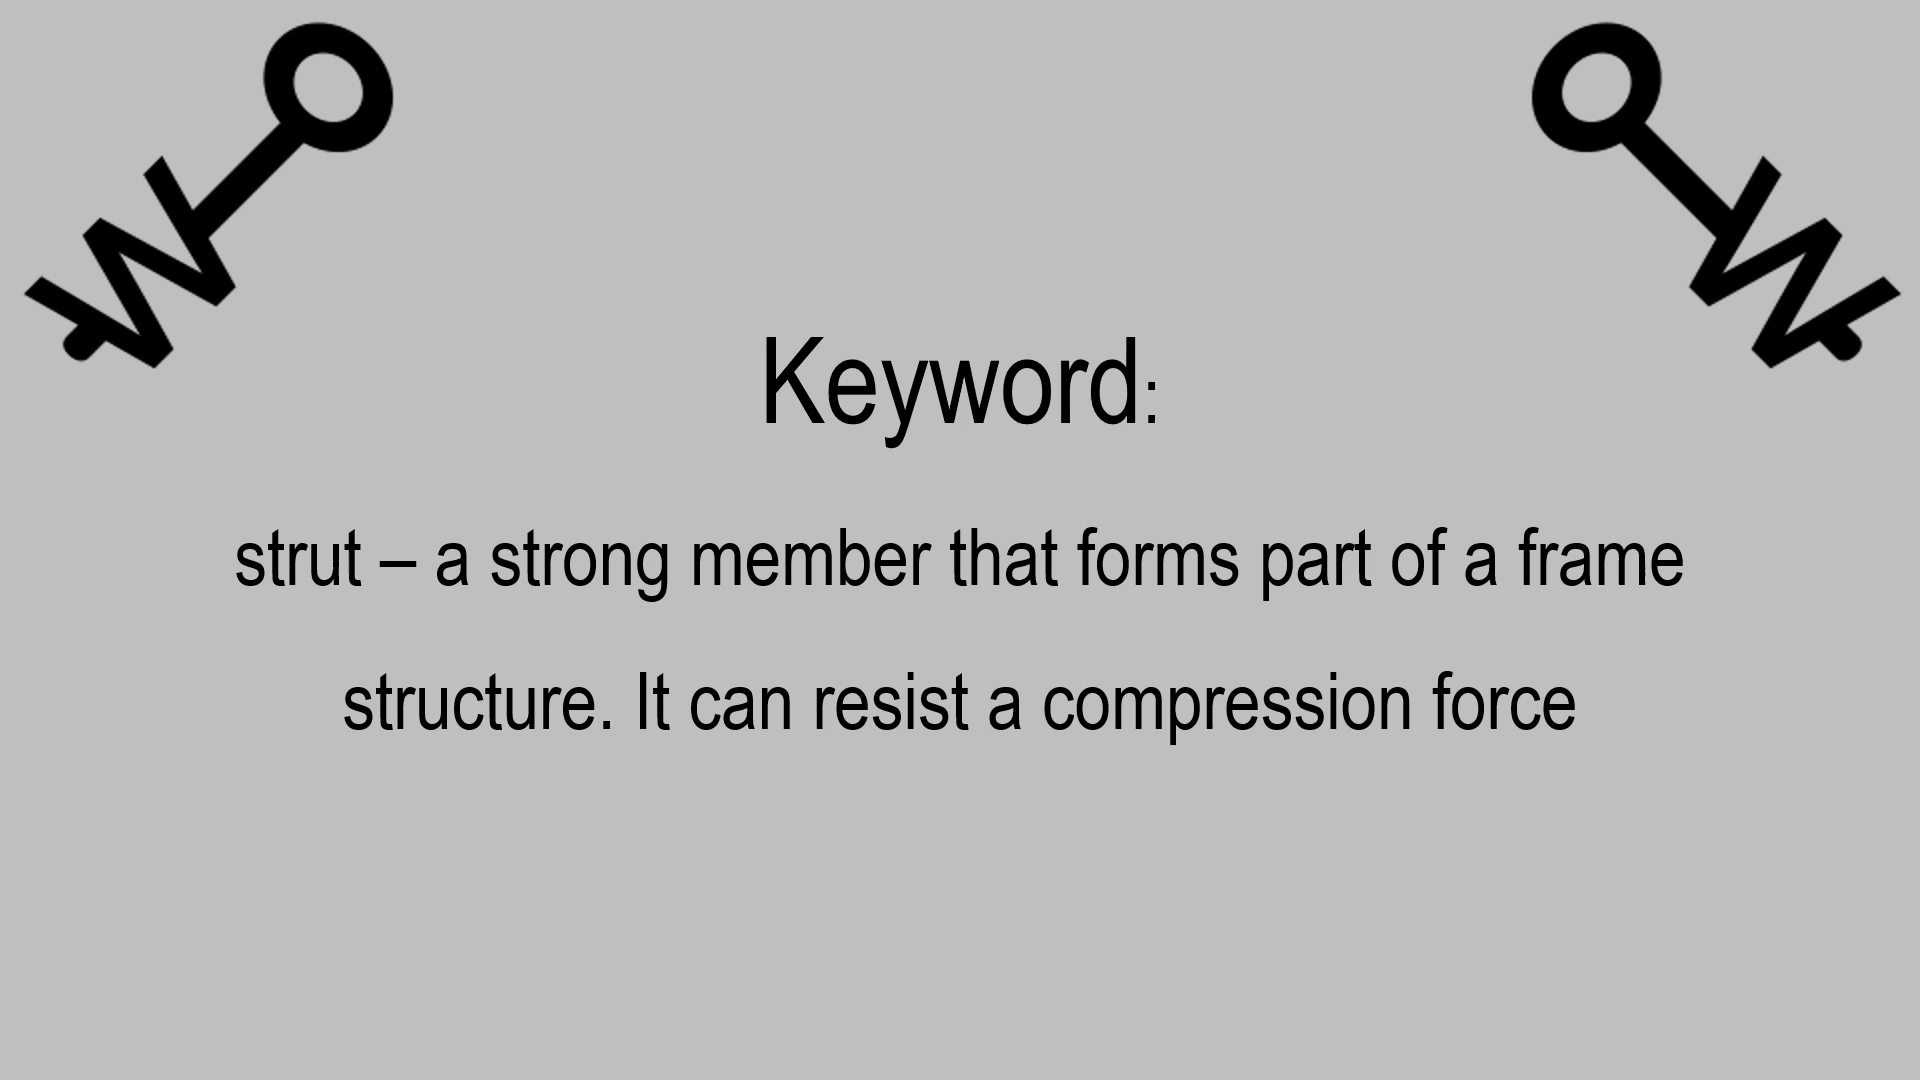 Keyword:
strut – a strong member that forms part of a frame
structure. It can resist a compression force